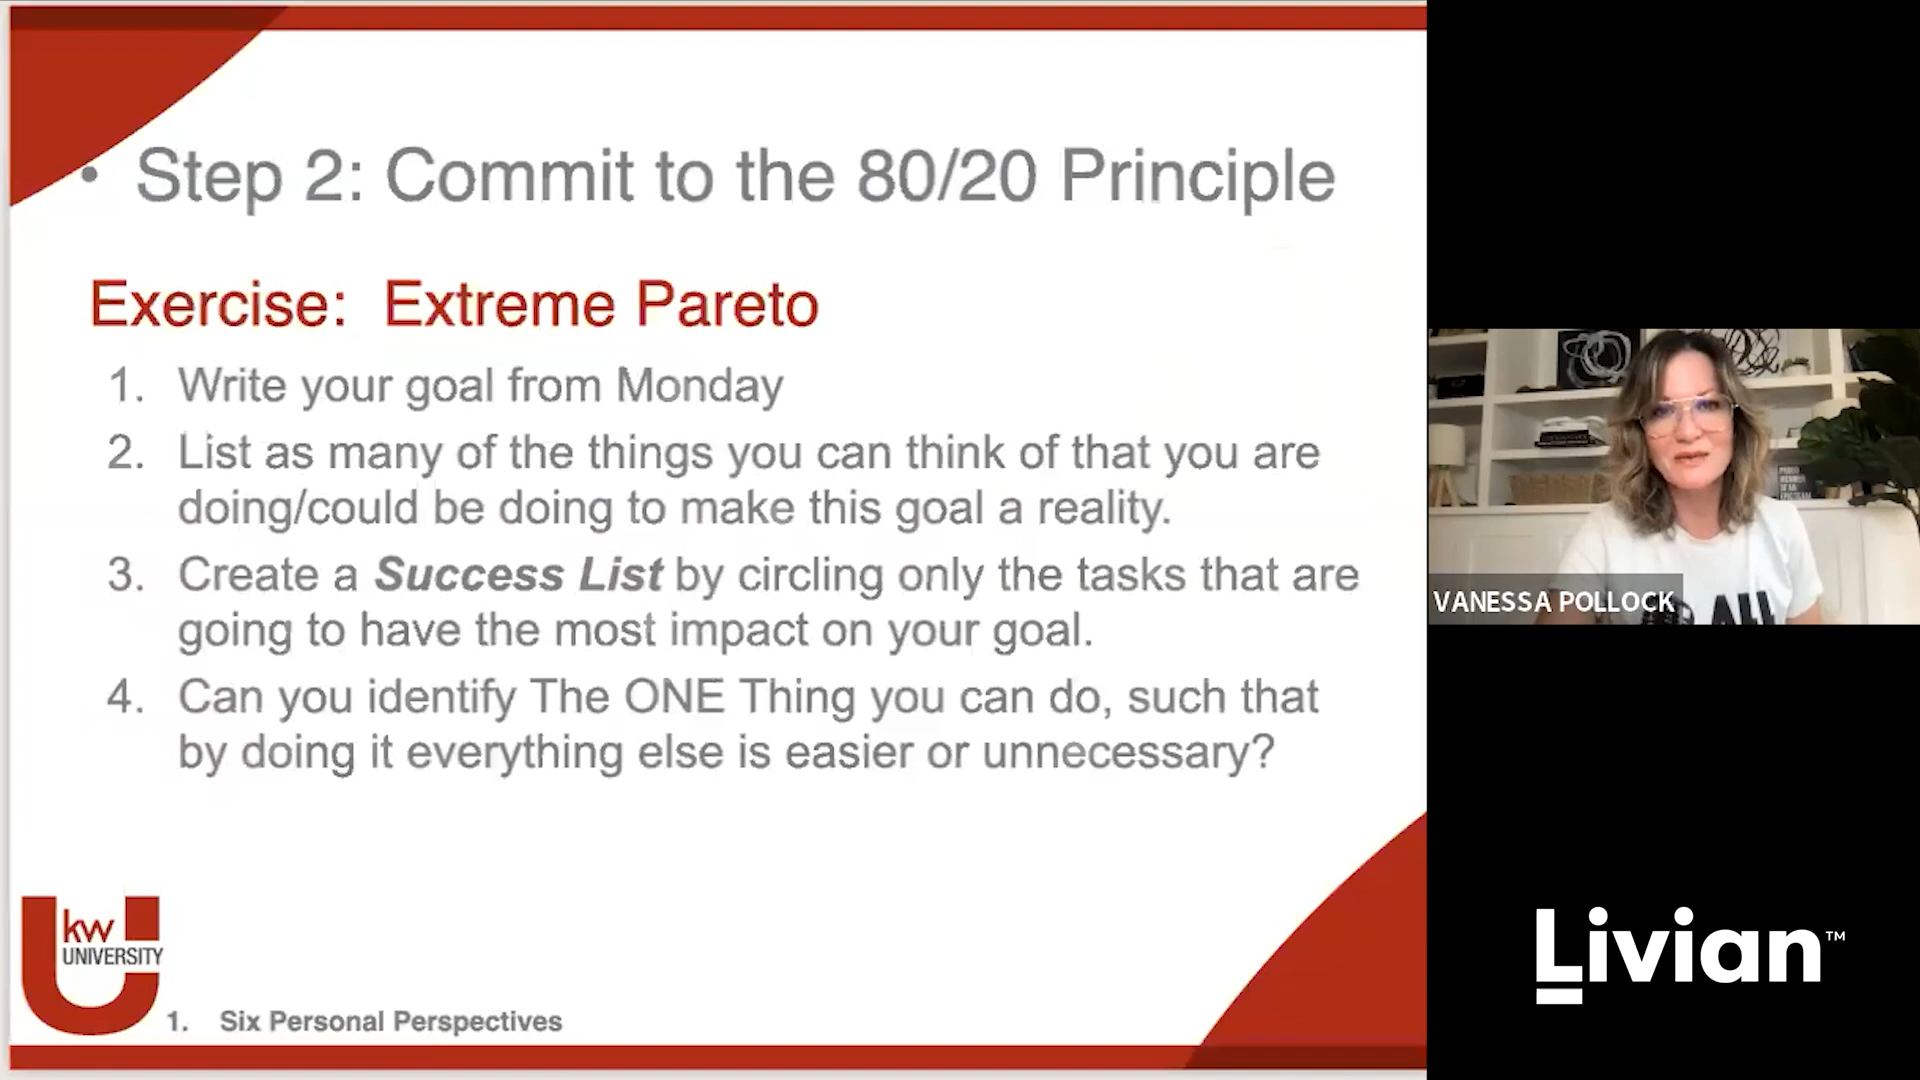 • Step 2: Commit to the 80/20 Principle
Exercise: Extreme Pareto
1. Write your goal from Monday
2. List as many of the things you can think of that you are
doing/could be doing to make this goal a reality.
3. Create a Success List by circling only the tasks that are
going to have the most impact on your goal.
4. Can you identify The ONE Thing you can do, such that
by doing it everything else is easier or unnecessary?
kw
UNIVERSITY
1. Six Personal Perspectives
VANESSA POLLOCK
ALL
Livian™